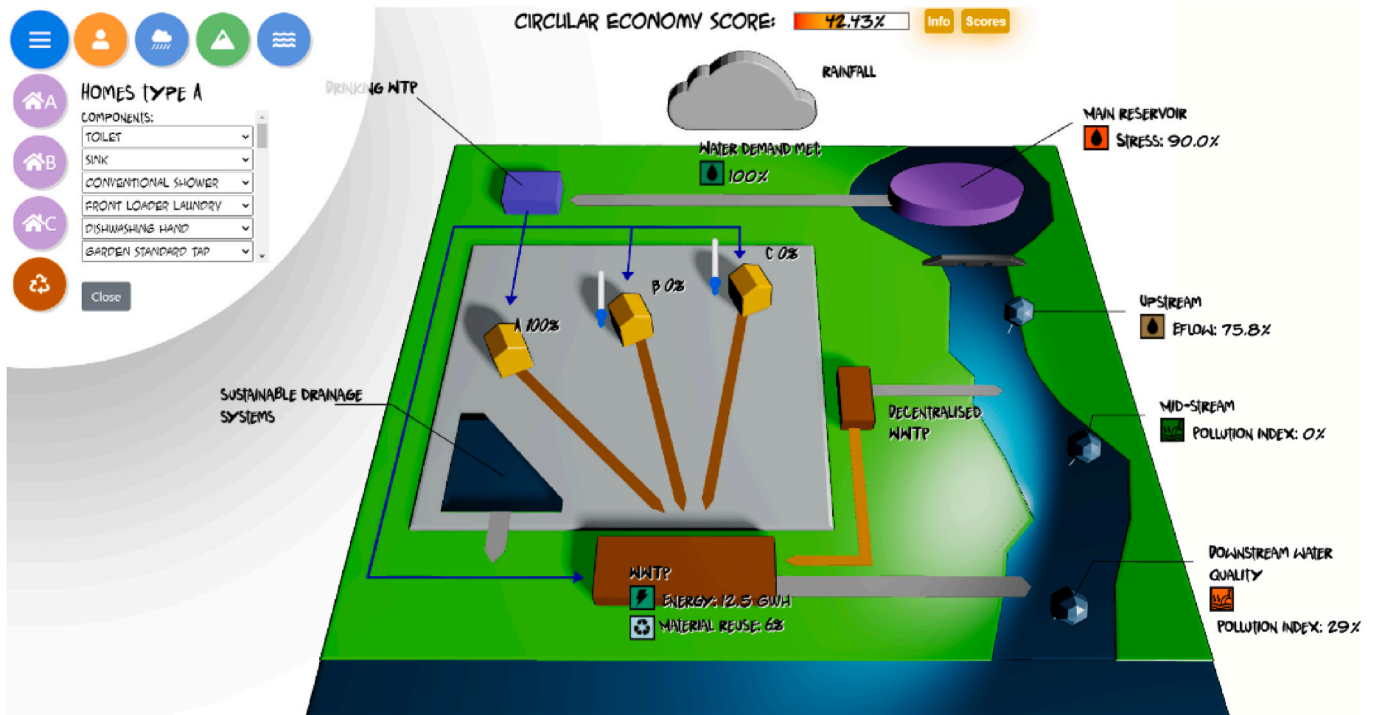 CIRCULAR ECONOMY SCORE: 42.43%
Info
Scores
HOMES TYPE A
COMPONENTS:
TOILET
SINK
CONVENTIONAL SHOWER
FRONT LOADER LAUNDRY
DISHWASHING HAND
GARDEN STANDARD TAP
Close
A
B
C
DRINKING WTP
RAINFALL
WATER DEMAND MET:
100%
MAIN RESERVOIR
STRESS: 90.0%
A 100%
B 0%
C 0%
UPSTREAM
EFLOW: 75.8%
SUSTAINABLE DRAINAGE
SYSTEMS
DECENTRALISED
WWTP
MID-STREAM
POLLUTION INDEX: 0%
WWTP
ENERGY: 12.5 GWH
MATERIAL REUSE: 6%
DOWNSTREAM WATER
QUALITY
POLLUTION INDEX: 29%